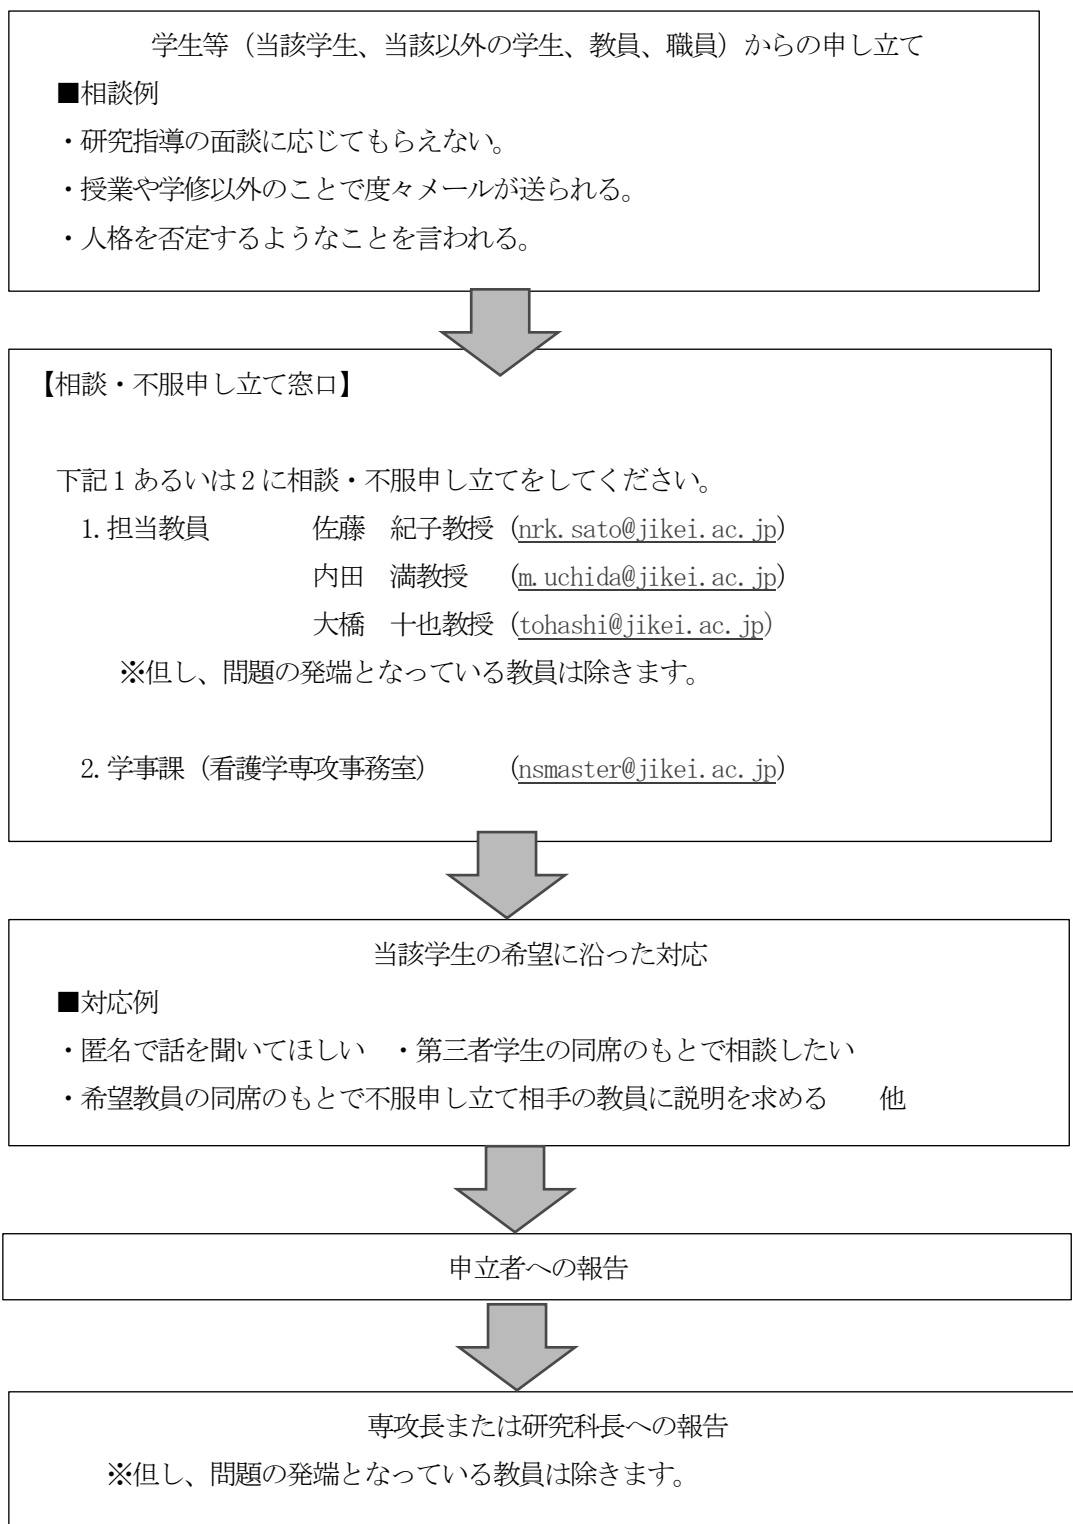 学生等（当該学生、当該以外の学生、教員、職員）からの申し立て
■相談例
・研究指導の面談に応じてもらえない。
・授業や学修以外のことで度々メールが送られる。
・人格を否定するようなことを言われる。
【相談・不服申し立て窓口】
下記１あるいは２に相談・不服申し立てをしてください。
1.担当教員　佐藤　紀子教授（nrk.sato@jikei.ac.jp）
内田　満教授　（m.uchida@jikei.ac.jp）
大橋　十也教授（tohashi@jikei.ac.jp）
※但し、問題の発端となっている教員は除きます。
2.学事課（看護学専攻事務室）　（nsmaster@jikei.ac.jp）
当該学生の希望に沿った対応
■対応例
・匿名で話を聞いてほしい　・第三者学生の同席のもとで相談したい
・希望教員の同席のもとで不服申し立て相手の教員に説明を求める　他
申立者への報告
専攻長または研究科長への報告
※但し、問題の発端となっている教員は除きます。